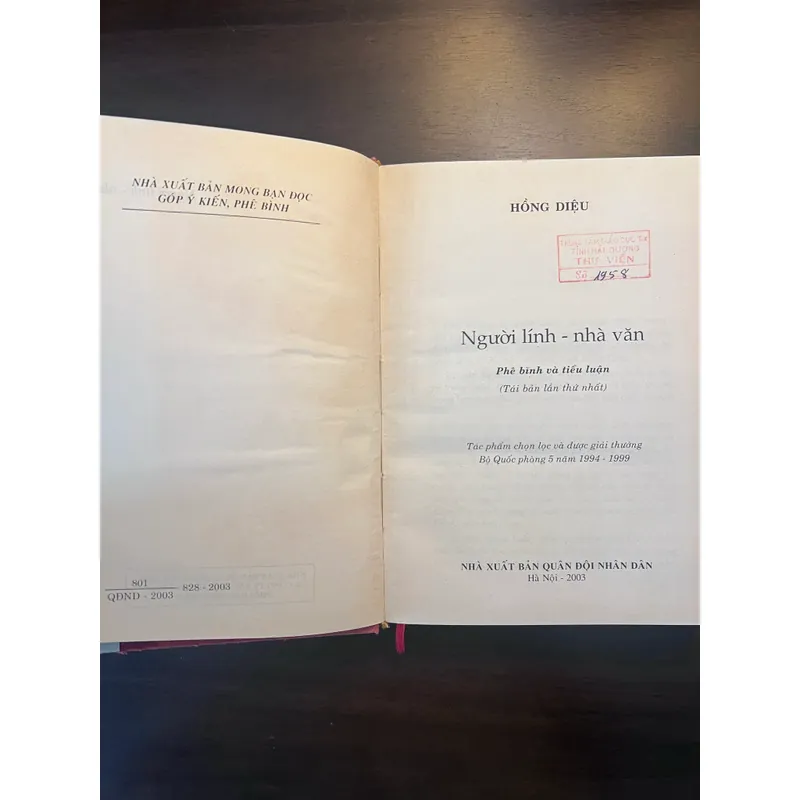 NHÀ XUẤT BẢN MONG BẠN ĐỌC
GÓP Ý KIẾN, PHÊ BÌNH
801
QĐND - 2003
828 - 2003
HỒNG DIỆU
TỈNH HẢI DƯƠNG
THƯ VIỆN
Số 1958
Người lính - nhà văn
Phê bình và tiểu luận
(Tái bản lần thứ nhất)
Tác phẩm chọn lọc và được giải thưởng
Bộ Quốc phòng 5 năm 1994 - 1999
NHÀ XUẤT BẢN QUÂN ĐỘI NHÂN DÂN
Hà Nội - 2003